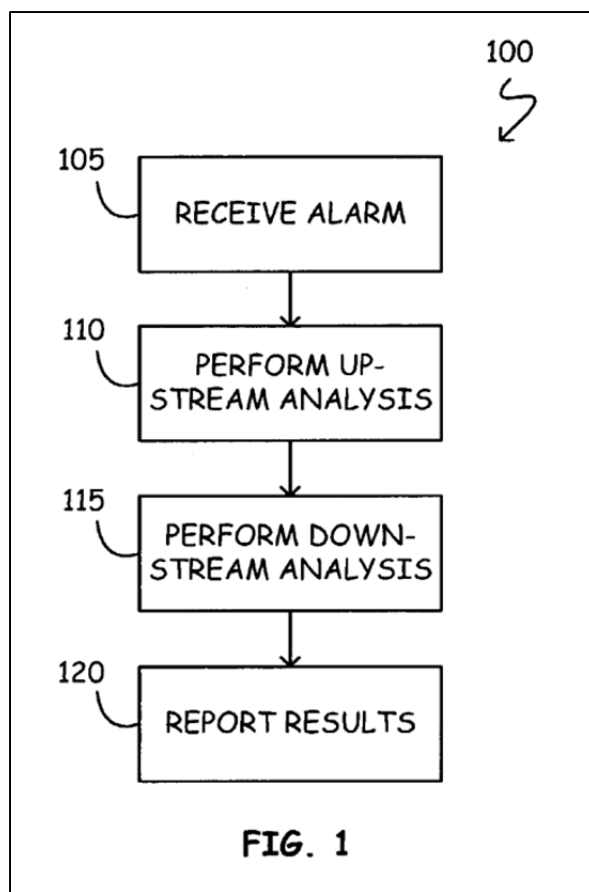 100
105
RECEIVE ALARM
110
PERFORM UP-
STREAM ANALYSIS
115
PERFORM DOWN-
STREAM ANALYSIS
120
REPORT RESULTS
FIG. 1